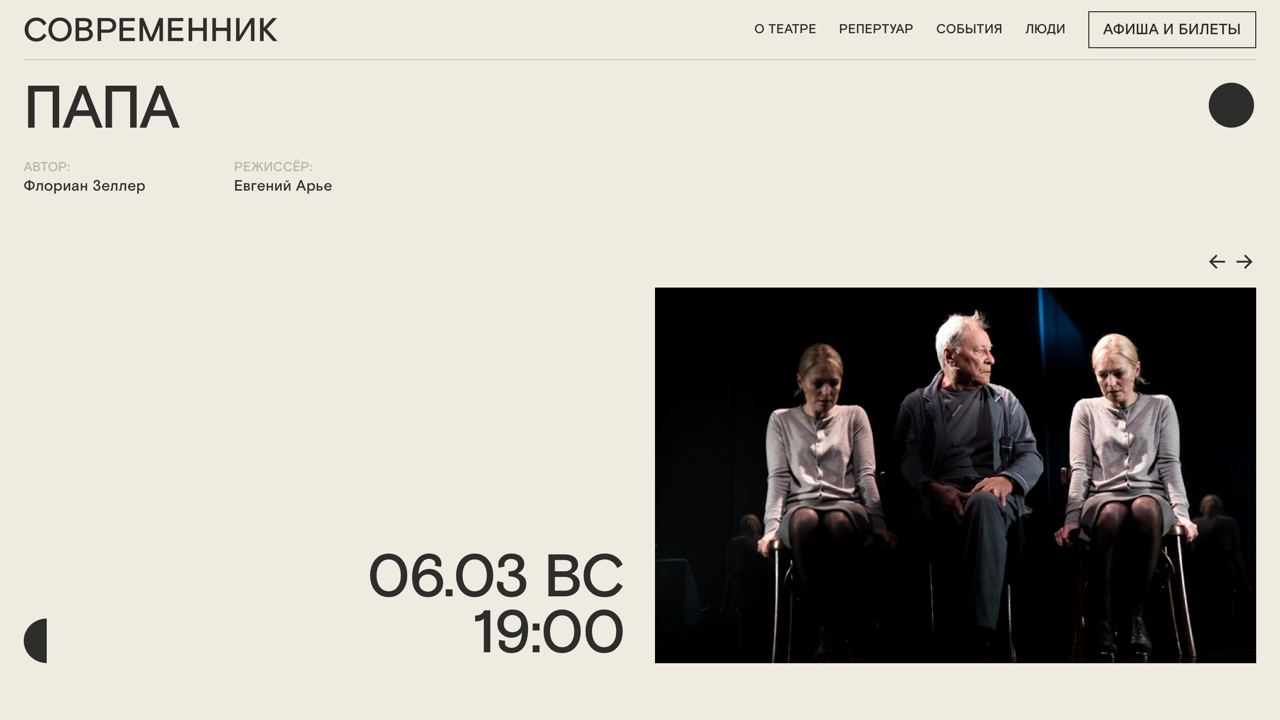 СОВРЕМЕННИК
О ТЕАТРЕ
РЕПЕРТУАР
СОБЫТИЯ
ЛЮДИ
АФИША И БИЛЕТЫ
ПАПА
АВТОР:
Флориан Зеллер
РЕЖИССЁР:
Евгений Арье
06.03 ВС
19:00